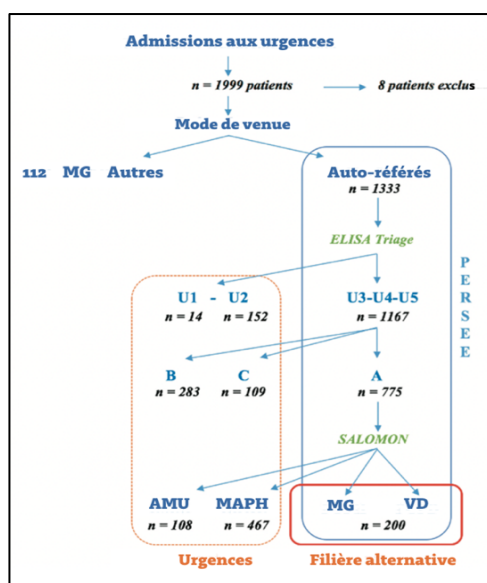 Admissions aux urgences
n = 1999 patients 8 patients exclus
Mode de venue
112 MG Autres Auto-référés
n = 1333
ELISA Triage
PERSEE
U1 - U2 U3-U4-U5
n = 14 n = 152 n = 1167
B C A
n = 283 n = 109 n = 775
SALOMON
AMU MAPH MG VD
n = 108 n = 467 n = 200
Urgences Filière alternative